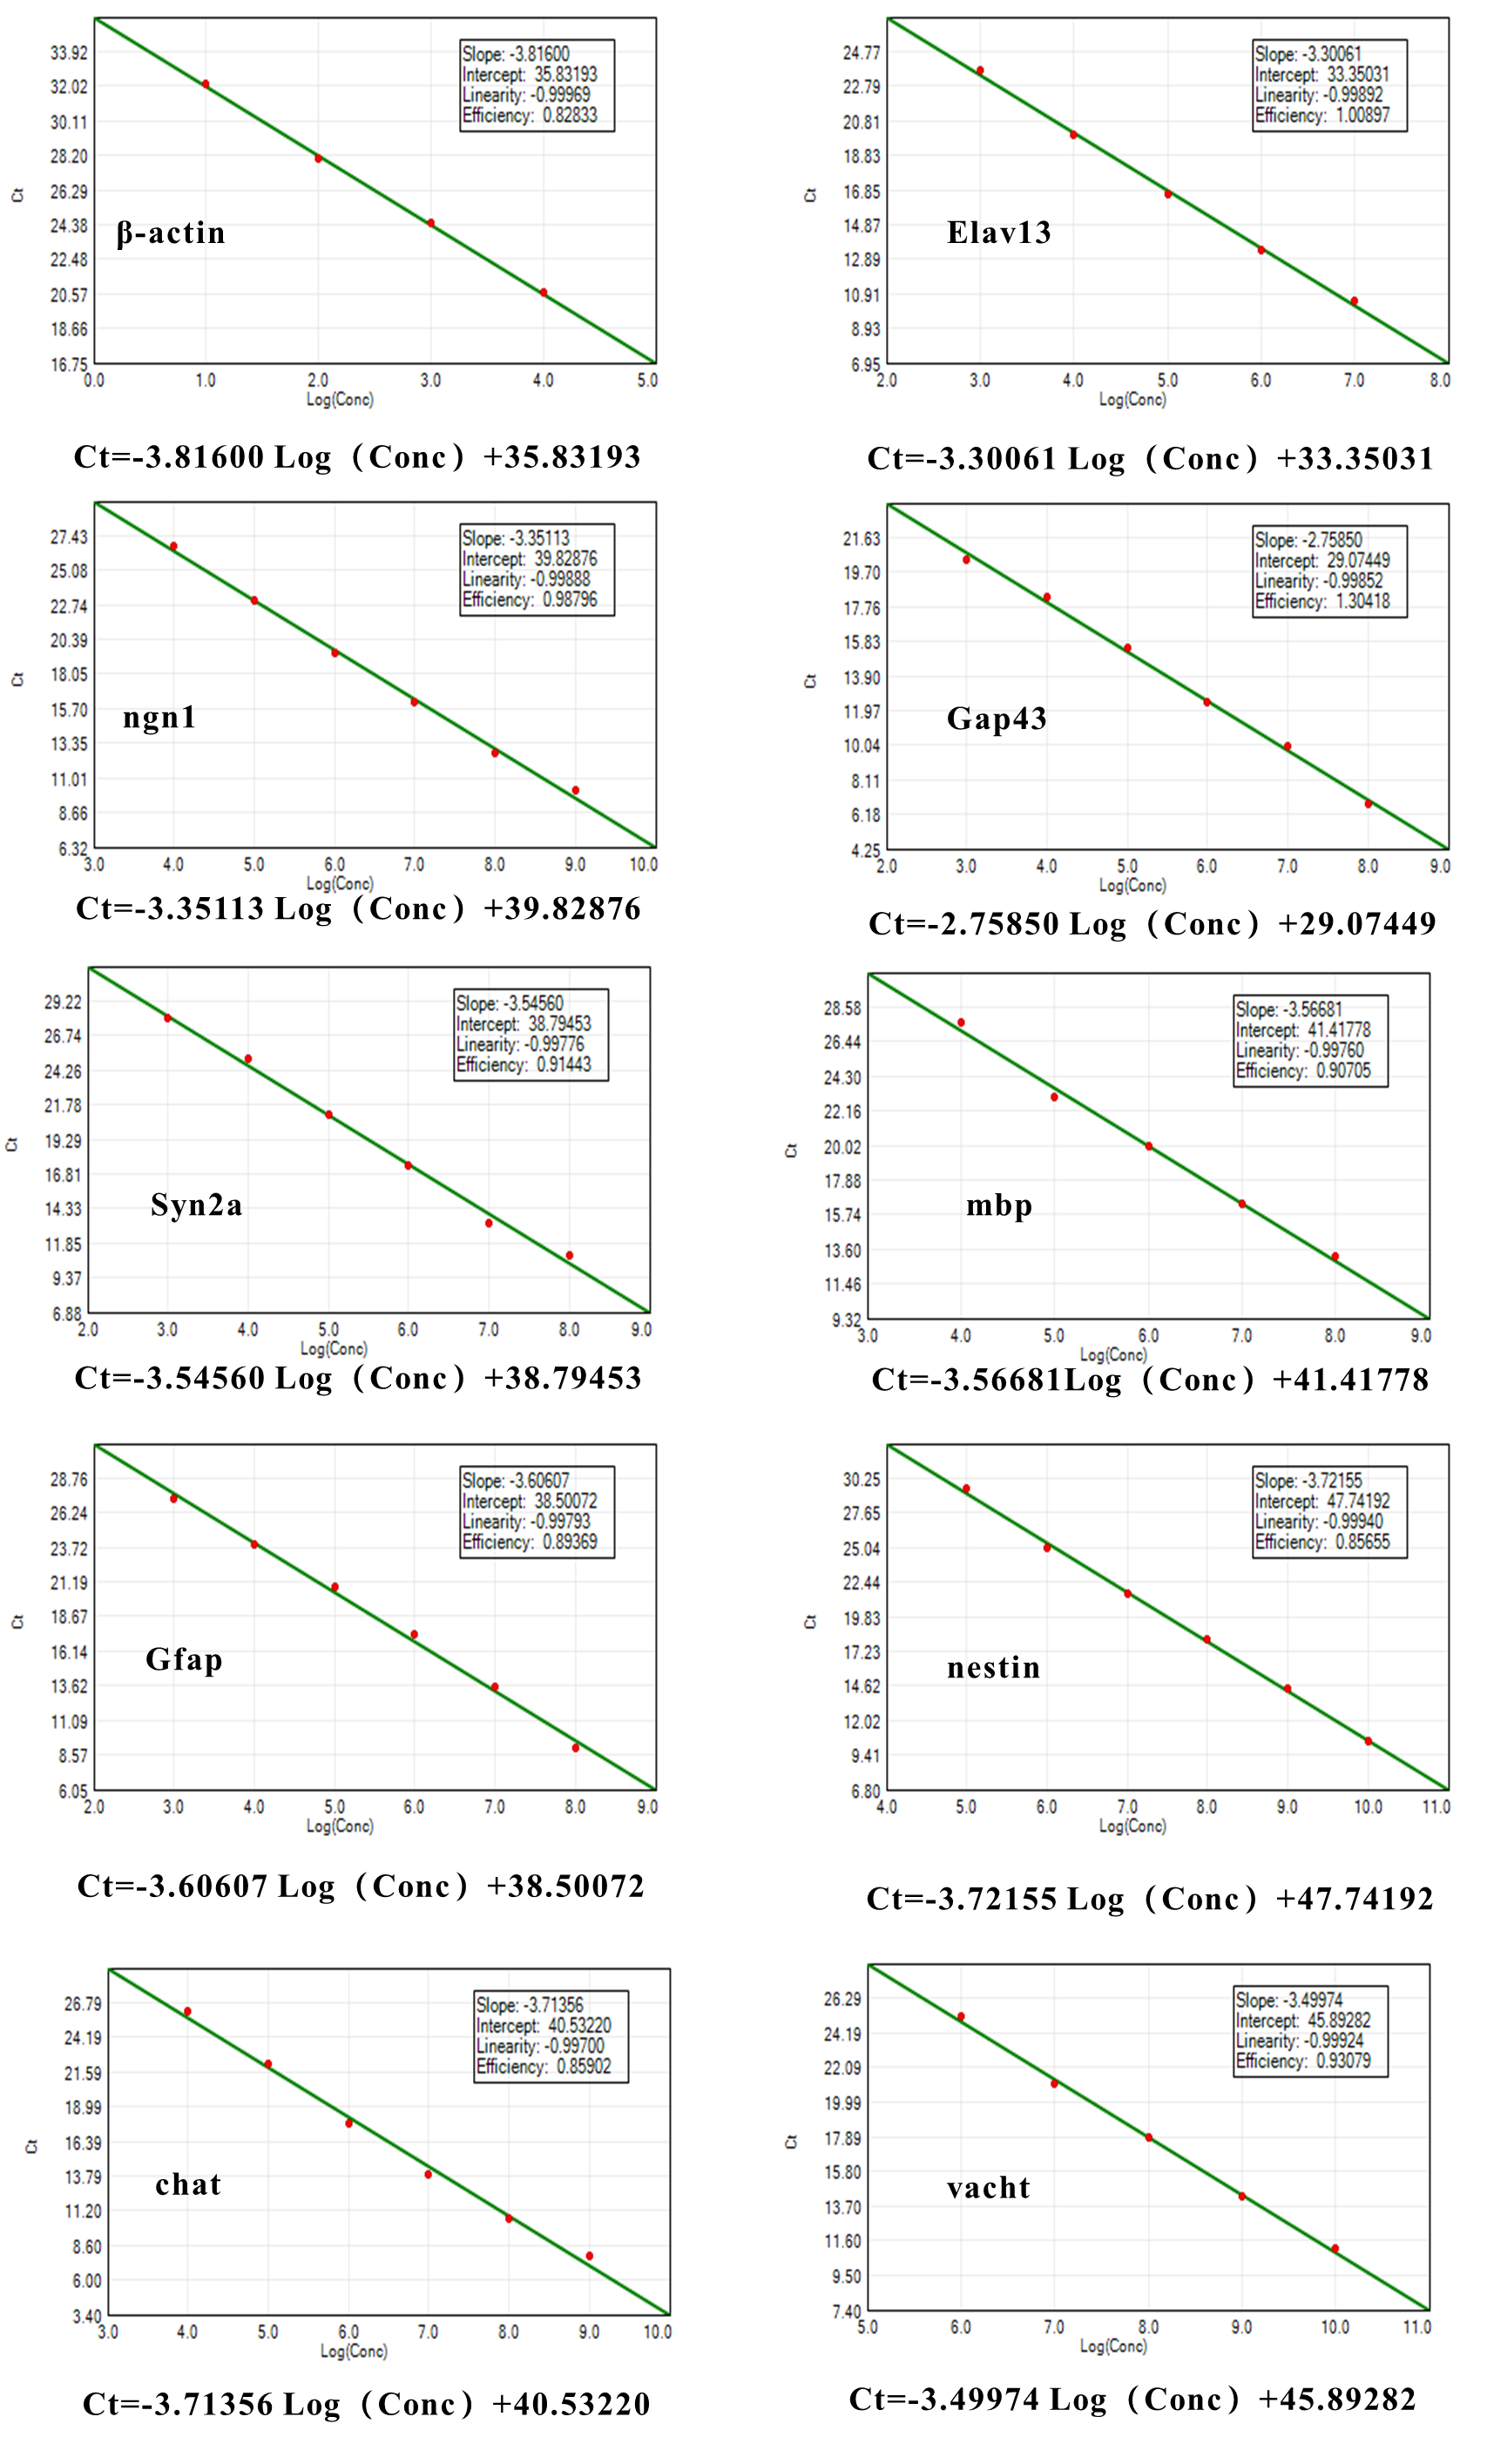 33.92
32.02
30.11
28.20
26.29
24.38
22.48
20.57
18.66
16.75
Ct
Slope: -3.81600
Intercept: 35.83193
Linearity: -0.99969
Efficiency: 0.82833
β-actin
0.0 1.0 2.0 3.0 4.0 5.0
Log(Conc)
Ct=-3.81600 Log（Conc）+35.83193
24.77
22.79
20.81
18.83
16.85
14.87
12.89
10.91
8.93
6.95
Ct
Slope: -3.30061
Intercept: 33.35031
Linearity: -0.99892
Efficiency: 1.00897
Elav13
2.0 3.0 4.0 5.0 6.0 7.0 8.0
Log(Conc)
Ct=-3.30061 Log（Conc）+33.35031
27.43
25.08
22.74
20.39
18.05
15.70
13.35
11.01
8.66
6.32
Ct
Slope: -3.35113
Intercept: 39.82876
Linearity: -0.99888
Efficiency: 0.98796
ngn1
3.0 4.0 5.0 6.0 7.0 8.0 9.0 10.0
Log(Conc)
Ct=-3.35113 Log（Conc）+39.82876
21.63
19.70
17.76
15.83
13.90
11.97
10.04
8.11
6.18
4.25
Ct
Slope: -2.75850
Intercept: 29.07449
Linearity: -0.99852
Efficiency: 1.30418
Gap43
2.0 3.0 4.0 5.0 6.0 7.0 8.0 9.0
Log(Conc)
Ct=-2.75850 Log（Conc）+29.07449
29.22
26.74
24.26
21.78
19.29
16.81
14.33
11.85
9.37
6.88
Ct
Slope: -3.54560
Intercept: 38.79453
Linearity: -0.99776
Efficiency: 0.91443
Syn2a
2.0 3.0 4.0 5.0 6.0 7.0 8.0 9.0
Log(Conc)
Ct=-3.54560 Log（Conc）+38.79453
28.58
26.44
24.30
22.16
20.02
17.88
15.74
13.60
11.46
9.32
Ct
Slope: -3.56681
Intercept: 41.41778
Linearity: -0.99760
Efficiency: 0.90705
mbp
3.0 4.0 5.0 6.0 7.0 8.0 9.0
Log(Conc)
Ct=-3.56681Log（Conc）+41.41778
28.76
26.24
23.72
21.19
18.67
16.14
13.62
11.09
8.57
6.05
Ct
Slope: -3.60607
Intercept: 38.50072
Linearity: -0.99793
Efficiency: 0.89369
Gfap
2.0 3.0 4.0 5.0 6.0 7.0 8.0 9.0
Log(Conc)
Ct=-3.60607 Log（Conc）+38.50072
30.25
27.65
25.04
22.44
19.83
17.23
14.62
12.02
9.41
6.80
Ct
Slope: -3.72155
Intercept: 47.74192
Linearity: -0.99940
Efficiency: 0.85655
nestin
4.0 5.0 6.0 7.0 8.0 9.0 10.0 11.0
Log(Conc)
Ct=-3.72155 Log（Conc）+47.74192
26.79
24.19
21.59
18.99
16.39
13.79
11.20
8.60
6.00
3.40
Ct
Slope: -3.71356
Intercept: 40.53220
Linearity: -0.99700
Efficiency: 0.85902
chat
3.0 4.0 5.0 6.0 7.0 8.0 9.0 10.0
Log(Conc)
Ct=-3.71356 Log（Conc）+40.53220
26.29
24.19
22.09
19.99
17.89
15.80
13.70
11.60
9.50
7.40
Ct
Slope: -3.49974
Intercept: 45.89282
Linearity: -0.99924
Efficiency: 0.93079
vacht
5.0 6.0 7.0 8.0 9.0 10.0 11.0
Log(Conc)
Ct=-3.49974 Log（Conc）+45.89282